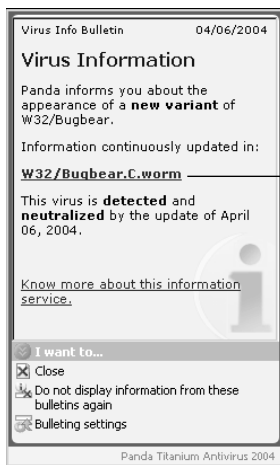 Virus Info Bulletin 04/06/2004
Virus Information
Panda informs you about the
appearance of a new variant of
W32/Bugbear.
Information continuously updated in:
W32/Bugbear.C.worm
This virus is detected and
neutralized by the update of April
06, 2004.
Know more about this information
service.
I want to...
Close
Do not display information from these
bulletins again
Bulleting settings
Panda Titanium Antivirus 2004